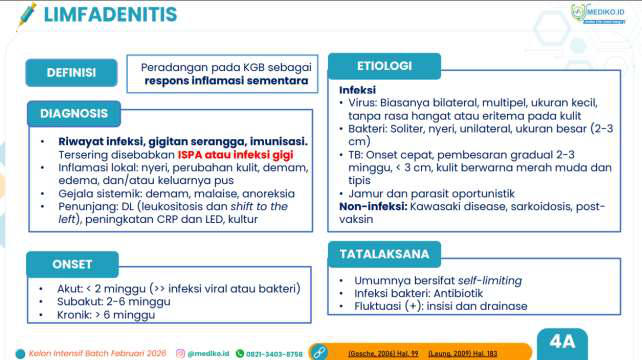 LIMFADENITIS
MEDIKO.ID
DEFINISI
Peradangan pada KGB sebagai
respons inflamasi sementara
DIAGNOSIS
• Riwayat infeksi, gigitan serangga, imunisasi.
Tersering disebabkan ISPA atau infeksi gigi
• Inflamasi lokal: nyeri, perubahan kulit, demam,
edema, dan/atau keluarnya pus
• Gejala sistemik: demam, malaise, anoreksia
• Penunjang: DL (leukositosis dan shift to the
left), peningkatan CRP dan LED, kultur
ONSET
• Akut: < 2 minggu (>> infeksi viral atau bakteri)
• Subakut: 2-6 minggu
• Kronik: > 6 minggu
ETIOLOGI
Infeksi
• Virus: Biasanya bilateral, multipel, ukuran kecil,
tanpa rasa hangat atau eritema pada kulit
• Bakteri: Soliter, nyeri, unilateral, ukuran besar (2-3
cm)
• TB: Onset cepat, pembesaran gradual 2-3
minggu, < 3 cm, kulit berwarna merah muda dan
tipis
• Jamur dan parasit oportunistik
Non-infeksi: Kawasaki disease, sarkoidosis, post-
vaksin
TATALAKSANA
• Umumnya bersifat self-limiting
• Infeksi bakteri: Antibiotik
• Fluktuasi (+): insisi dan drainase
4A
Kelon Intensif Batch Februari 2026
@mediko.id
0821-3403-8758
(Gosche, 2006) Hal. 99
(Leung, 2009) Hal. 183